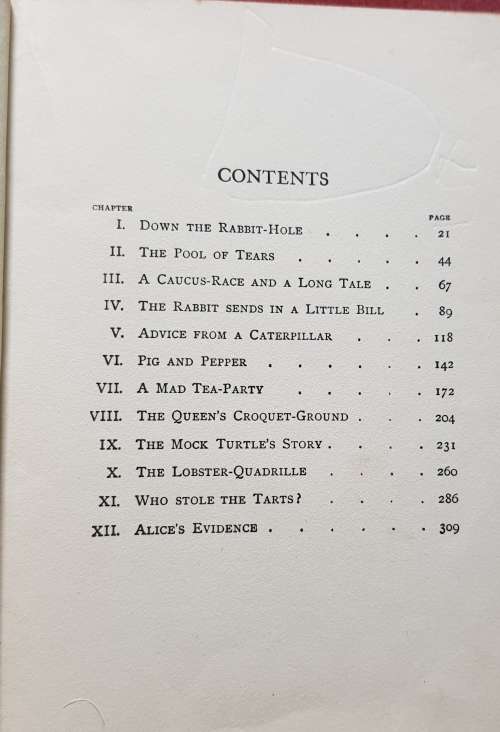 CONTENTS
CHAPTER PAGE
I. DOWN THE RABBIT-HOLE . . . . 21
II. THE POOL OF TEARS . . . . . 44
III. A CAUCUS-RACE AND A LONG TALE . . 67
IV. THE RABBIT SENDS IN A LITTLE BILL . 89
V. ADVICE FROM A CATERPILLAR . . . 118
VI. PIG AND PEPPER . . . . . . 142
VII. A MAD TEA-PARTY . . . . . 172
VIII. THE QUEEN'S CROQUET-GROUND . . . 204
IX. THE MOCK TURTLE'S STORY . . . . 231
X. THE LOBSTER-QUADRILLE . . . . 260
XI. WHO STOLE THE TARTS? . . . . 286
XII. ALICE'S EVIDENCE . . . . . . 309